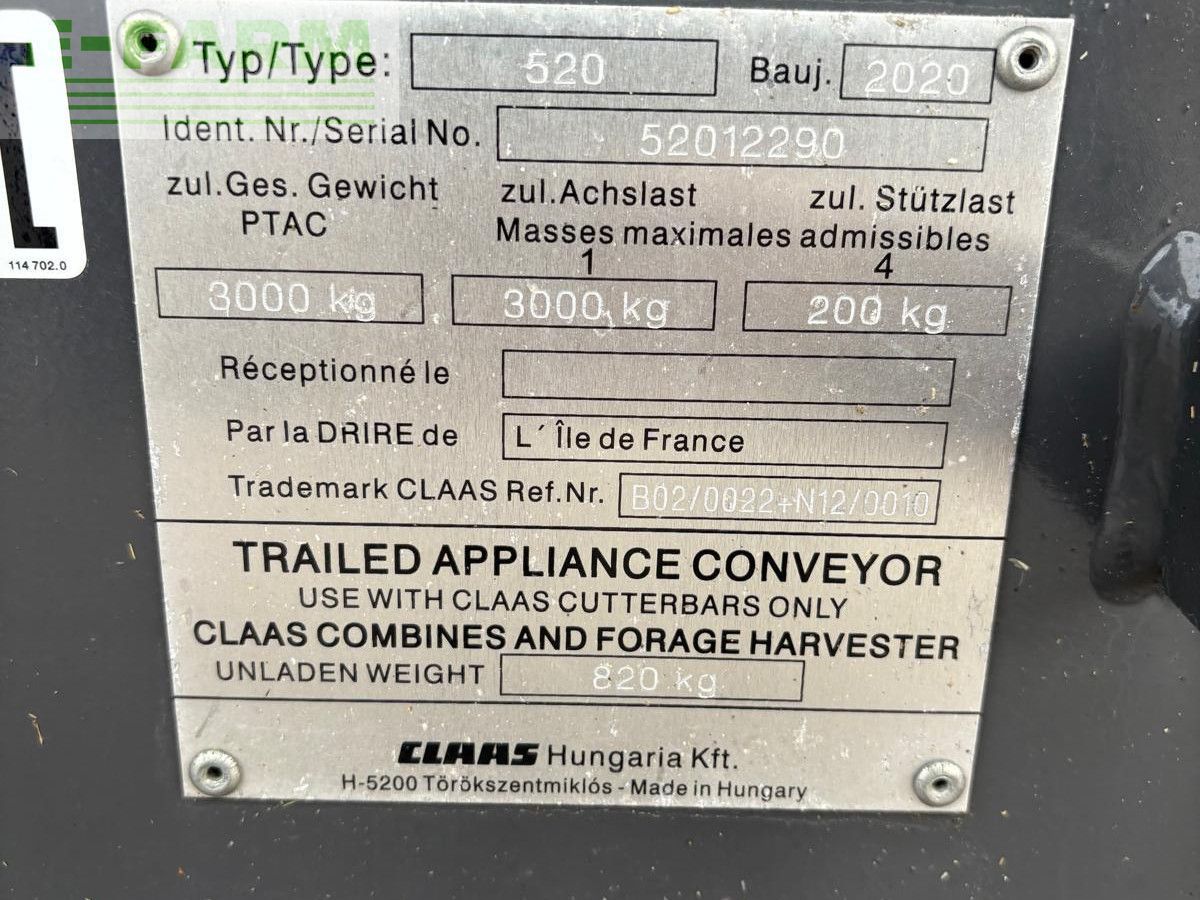 E-FARM
Typ/Type: 520 Bauj. 2020
Ident. Nr./Serial No. 52012290
zul.Ges. Gewicht zul.Achslast zul. Stützlast
PTAC Masses maximales admissibles
1 4
114 702.0
3000 kg 3000 kg 200 kg
Réceptionné le
Par la DRIRE de L´ Île de France
Trademark CLAAS Ref.Nr. B02/0022+N12/0010
TRAILED APPLIANCE CONVEYOR
USE WITH CLAAS CUTTERBARS ONLY
CLAAS COMBINES AND FORAGE HARVESTER
UNLADEN WEIGHT 820 kg
CLAAS Hungaria Kft.
H-5200 Törökszentmiklós - Made in Hungary